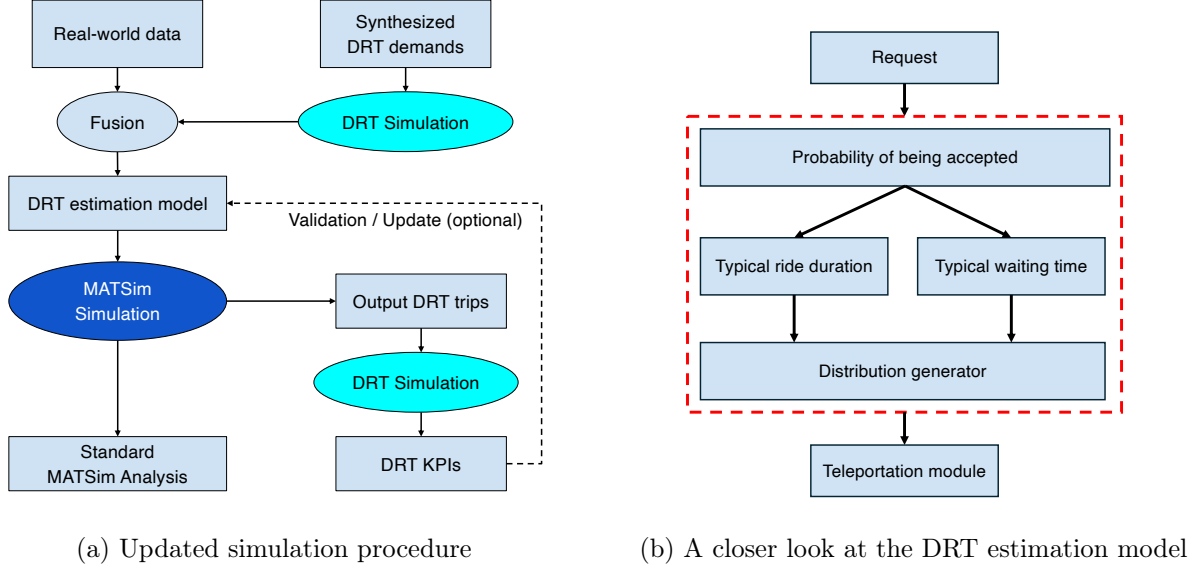 Real-world data
Synthesized
DRT demands
Fusion
DRT Simulation
DRT estimation model
Validation / Update (optional)
MATSim
Simulation
Output DRT trips
DRT Simulation
Standard
MATSim Analysis
DRT KPIs
(a) Updated simulation procedure
Request
Probability of being accepted
Typical ride duration
Typical waiting time
Distribution generator
Teleportation module
(b) A closer look at the DRT estimation model